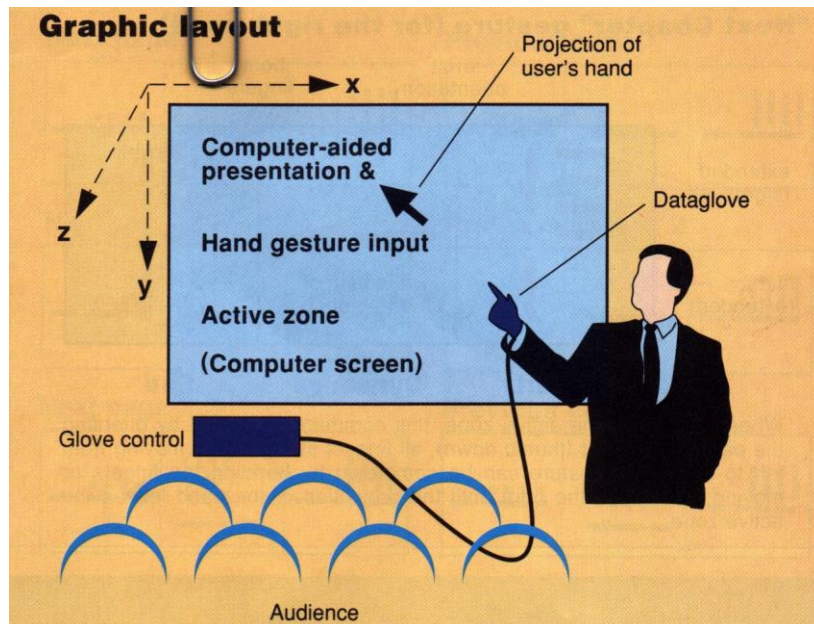 Graphic layout
Projection of
user's hand
x
Computer-aided
presentation &
Dataglove
z
Hand gesture input
y
Active zone
(Computer screen)
Glove control
Audience